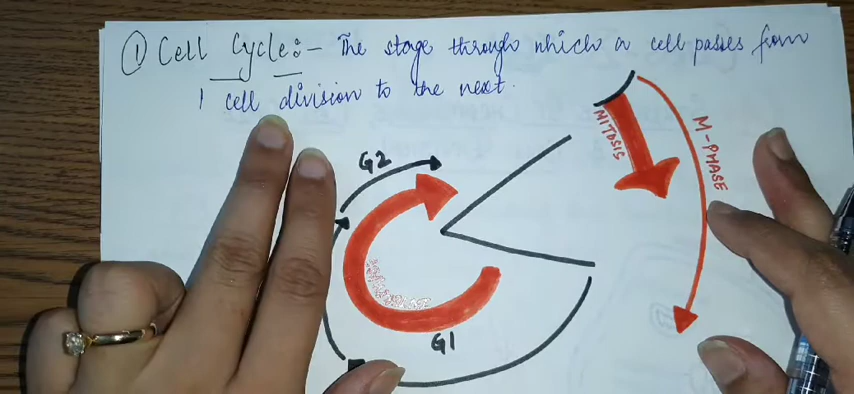 ① Cell Cycle:- The stage through which a cell passes from
1 cell division to the next.
G2
MITOSIS
M-PHASE
G1